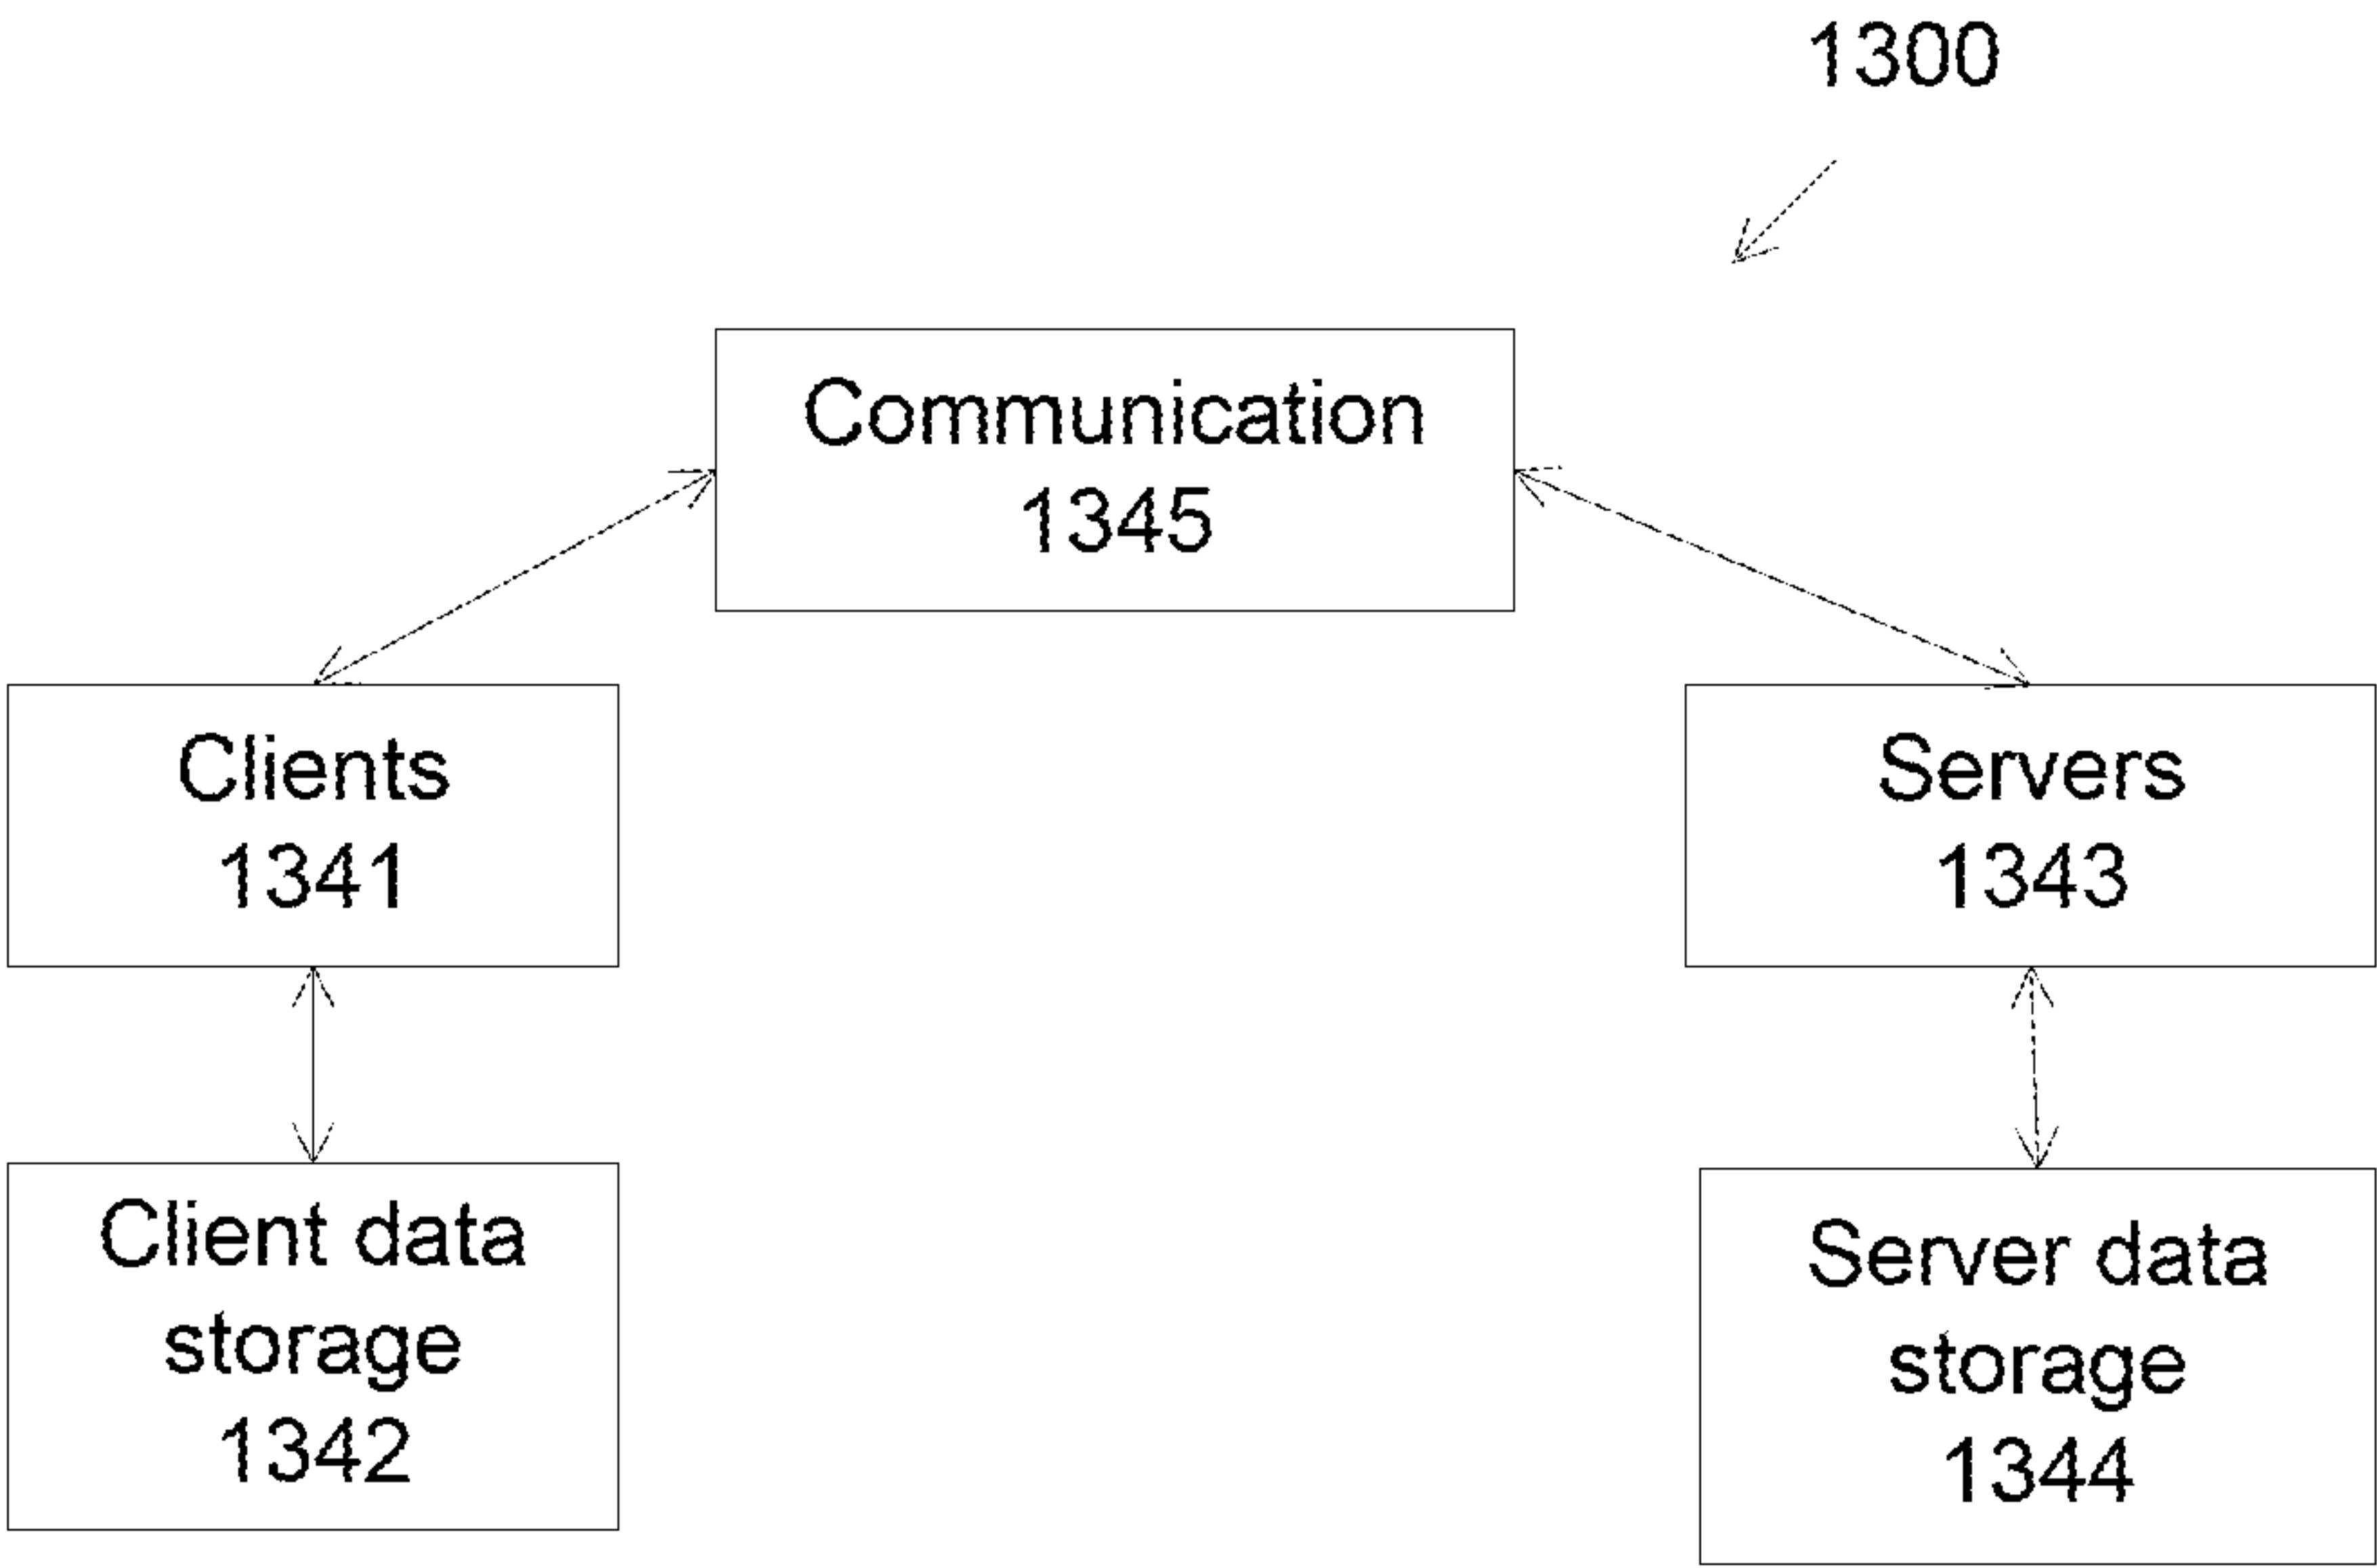 1300
Communication
1345
Clients
1341
Servers
1343
Client data
storage
1342
Server data
storage
1344